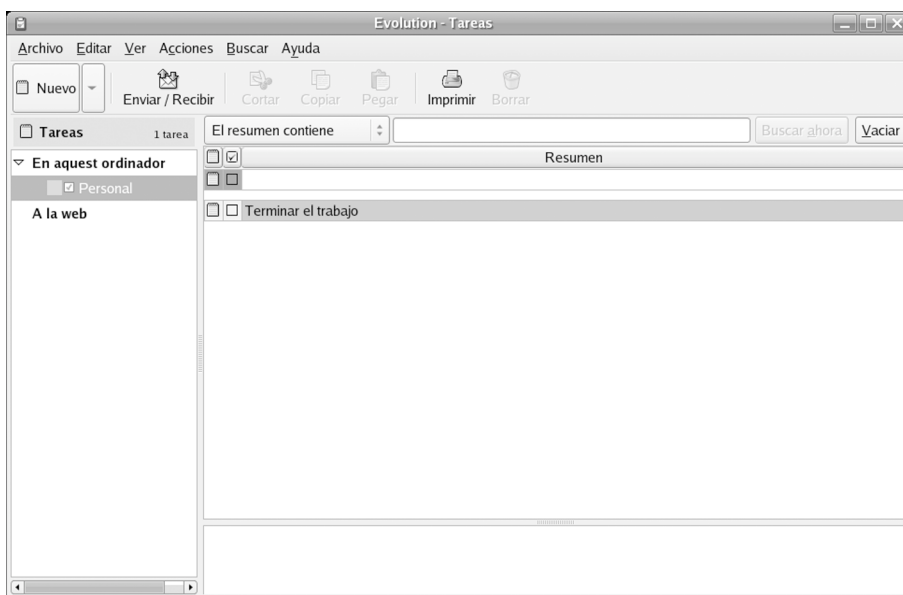 Evolution - Tareas
Archivo Editar Ver Acciones Buscar Ayuda
Nuevo Enviar / Recibir Cortar Copiar Pegar Imprimir Borrar
Tareas 1 tarea El resumen contiene Buscar ahora Vaciar
En aquest ordinador Resumen
Personal
A la web Terminar el trabajo